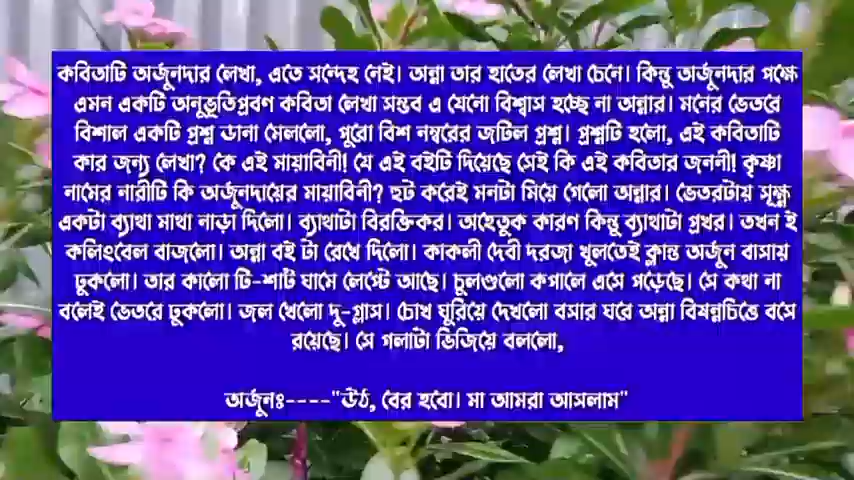 কবিতাটি অর্জুনদার লেখা, এতে সন্দেহ নেই। অন্না তার হাতের লেখা চেনে। কিন্তু অর্জুনদার পক্ষে
এমন একটি অনুভূতিপ্রবণ কবিতা লেখা সম্ভব এ যেনো বিশ্বাস হচ্ছে না অন্নার। মনের ভেতরে
বিশাল একটি প্রশ্ন ডানা মেললো, পুরো বিশ নম্বরের জটিল প্রশ্ন। প্রশ্নটি হলো, এই কবিতাটি
কার জন্য লেখা? কে এই মায়াবিনী! যে এই বইটি দিয়েছে সেই কি এই কবিতার জননী! কৃষ্ণা
নামের নারীটি কি অর্জুনদায়ের মায়াবিনী? হুট করেই মনটা মিয়ে গেলো অন্নার। ভেতরটায় সূক্ষ্ণ
একটা ব্যাথা মাথা নাড়া দিলো। ব্যাথাটা বিরক্তিকর। অহেতুক কারণ কিন্তু ব্যাথাটা প্রখর। তখন ই
কলিংবেল বাজলো। অন্না বই টা রেখে দিলো। কাকলী দেবী দরজা খুলতেই ক্লান্ত অর্জুন বাসায়
ঢুকলো। তার কালো টি-শার্ট ঘামে লেপ্টে আছে। চুলগুলো কপালে এসে পড়েছে। সে কথা না
বলেই ভেতরে ঢুকলো। জল খেলো দু-গ্লাস। চোখ ঘুরিয়ে দেখলো বসার ঘরে অন্না বিষন্নচিত্তে বসে
রয়েছে। সে গলাটা ভিজিয়ে বললো,
অর্জুনঃ----"উঠ, বের হবো। মা আমরা আসলাম"